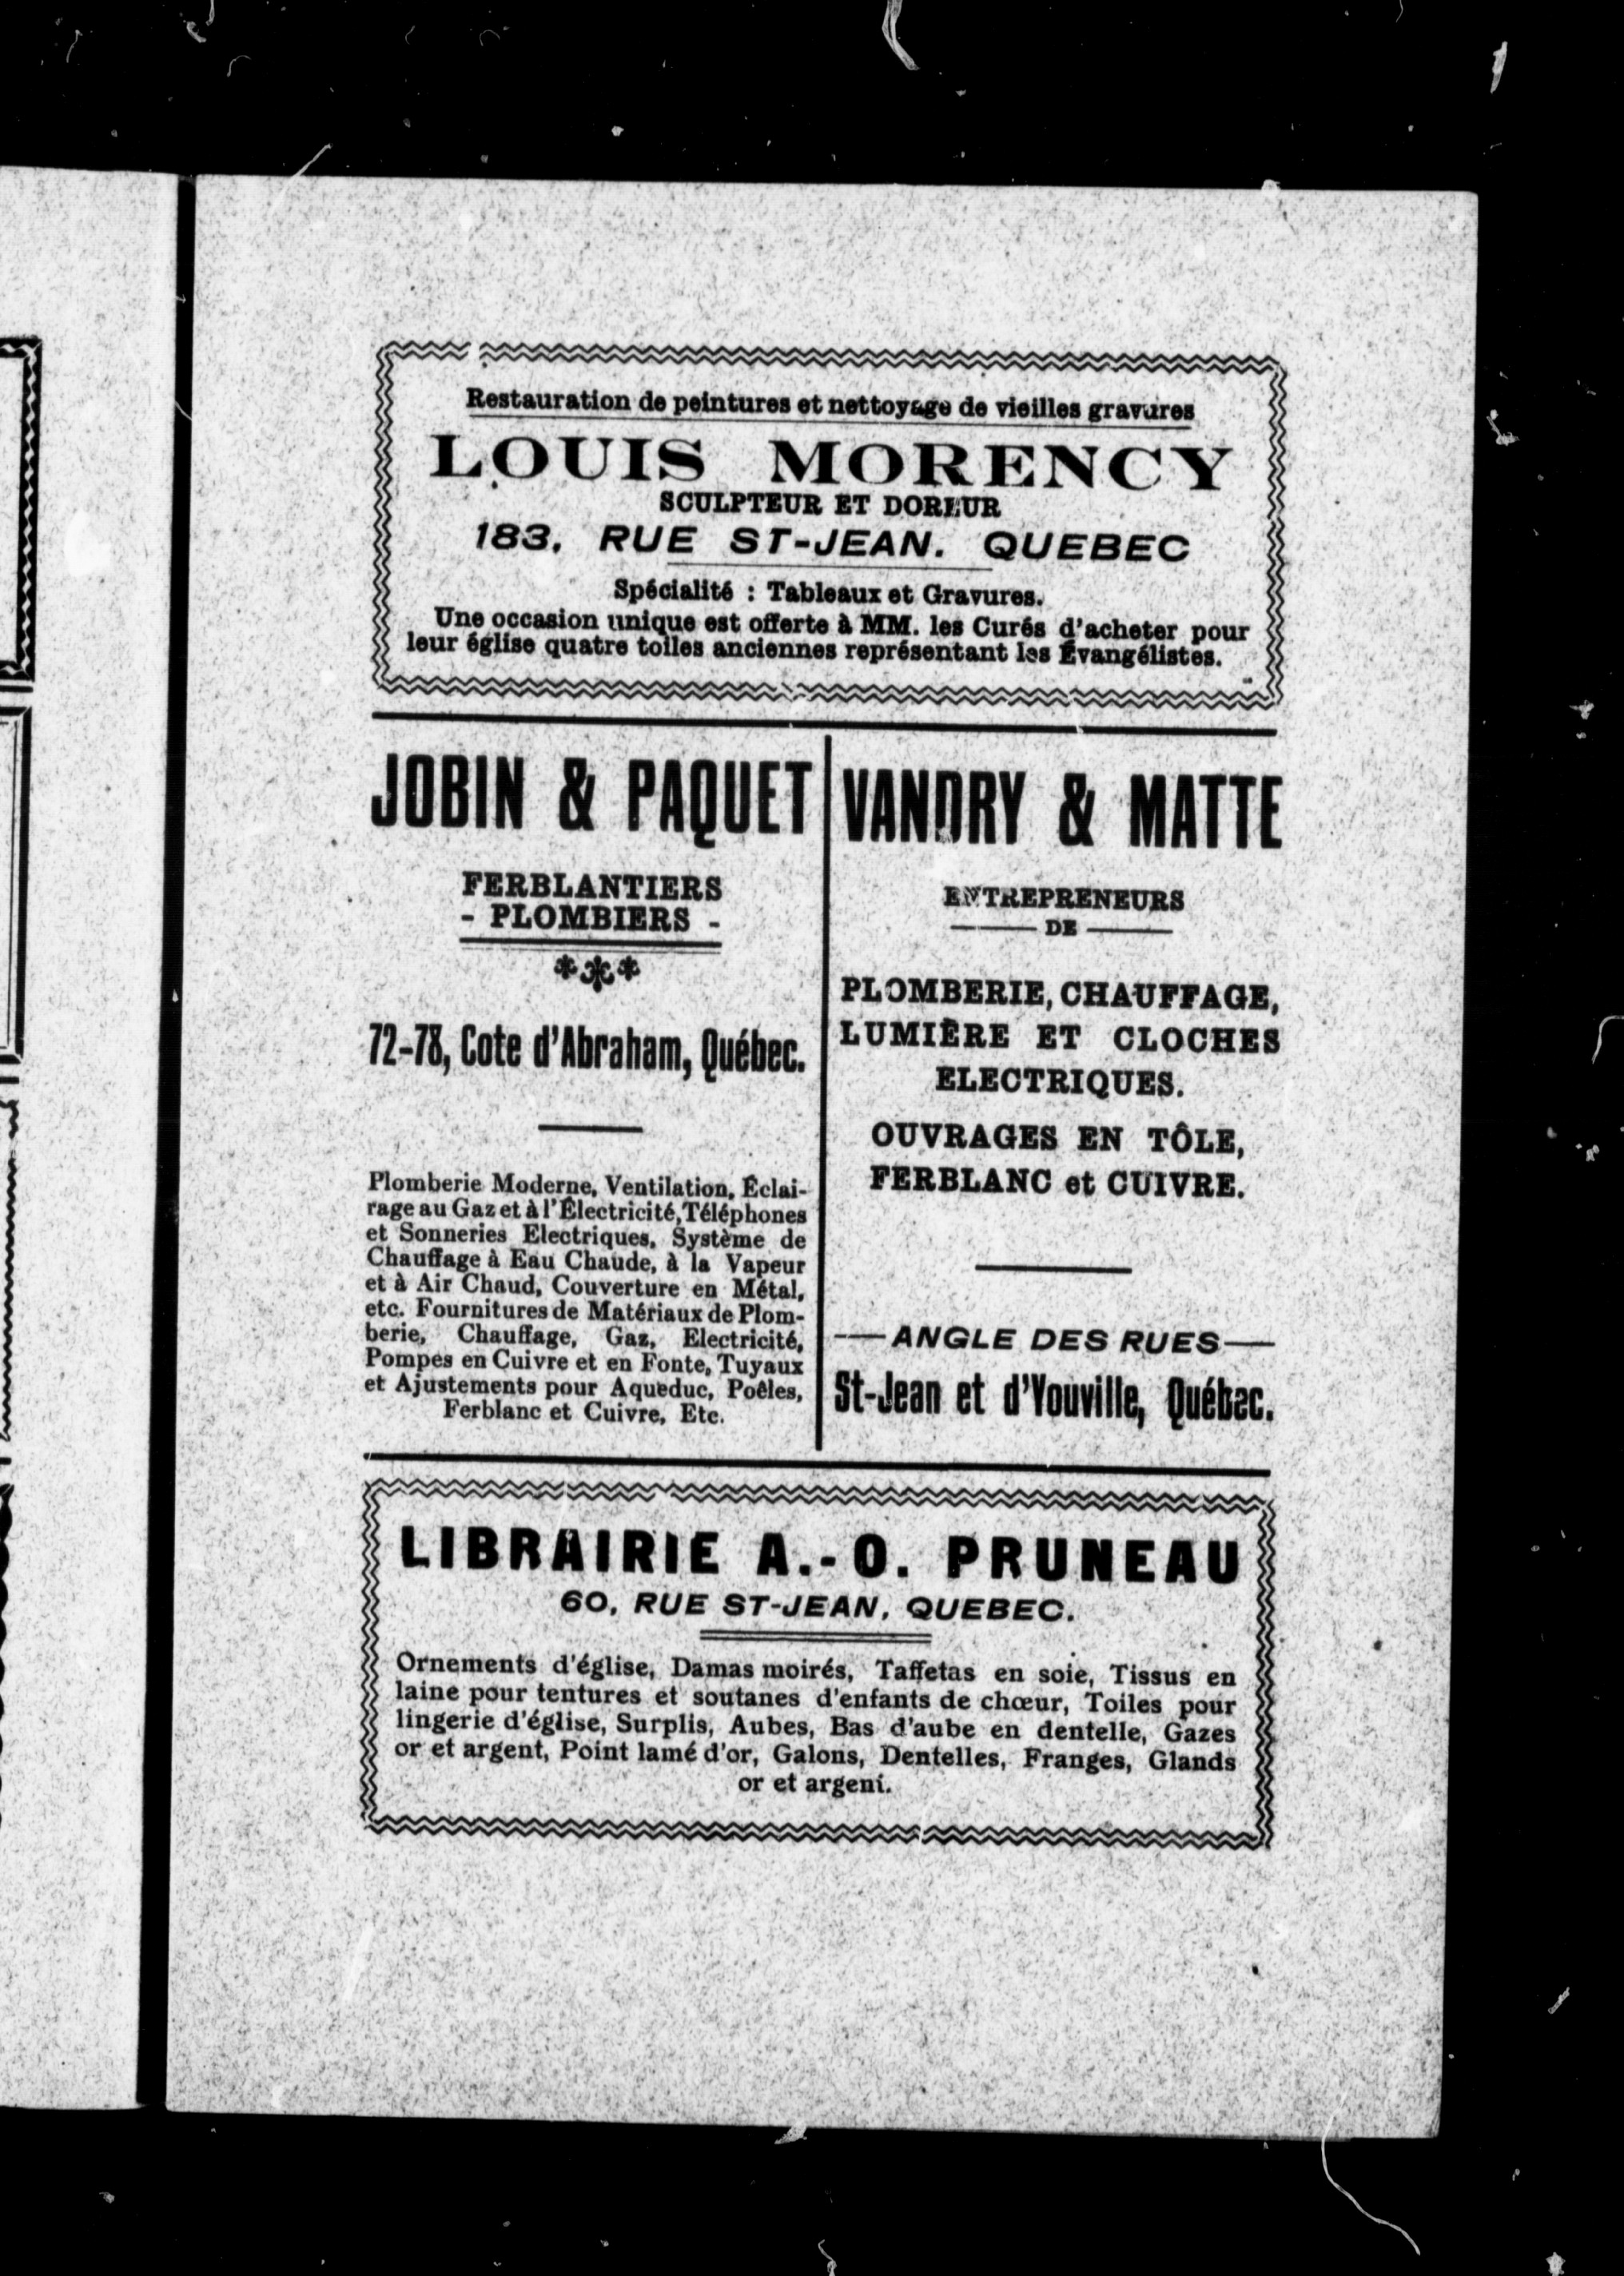 Restauration de peintures et nettoyage de vieilles gravures
LOUIS MORENCY
SCULPTEUR ET DOREUR
183, RUE ST-JEAN. QUEBEC
Spécialité : Tableaux et Gravures.
Une occasion unique est offerte à MM. les Curés d'acheter pour
leur église quatre toiles anciennes représentant les Évangélistes.
JOBIN & PAQUET
FERBLANTIERS
- PLOMBIERS -
72-78, Cote d'Abraham, Québec.
Plomberie Moderne, Ventilation, Éclai-
rage au Gaz et à l'Électricité, Téléphones
et Sonneries Electriques, Système de
Chauffage à Eau Chaude, à la Vapeur
et à Air Chaud, Couverture en Métal,
etc. Fournitures de Matériaux de Plom-
berie, Chauffage, Gaz, Electricité,
Pompes en Cuivre et en Fonte, Tuyaux
et Ajustements pour Aqueduc, Poêles,
Ferblanc et Cuivre, Etc.
VANDRY & MATTE
ENTREPRENEURS
— DE —
PLOMBERIE, CHAUFFAGE,
LUMIÈRE ET CLOCHES
ELECTRIQUES.
OUVRAGES EN TÔLE,
FERBLANC et CUIVRE.
— ANGLE DES RUES —
St-Jean et d'Youville, Québec.
LIBRAIRIE A.-O. PRUNEAU
60, RUE ST-JEAN, QUEBEC.
Ornements d'église, Damas moirés, Taffetas en soie, Tissus en
laine pour tentures et soutanes d'enfants de chœur, Toiles pour
lingerie d'église, Surplis, Aubes, Bas d'aube en dentelle, Gazes
or et argent, Point lamé d'or, Galons, Dentelles, Franges, Glands
or et argent.